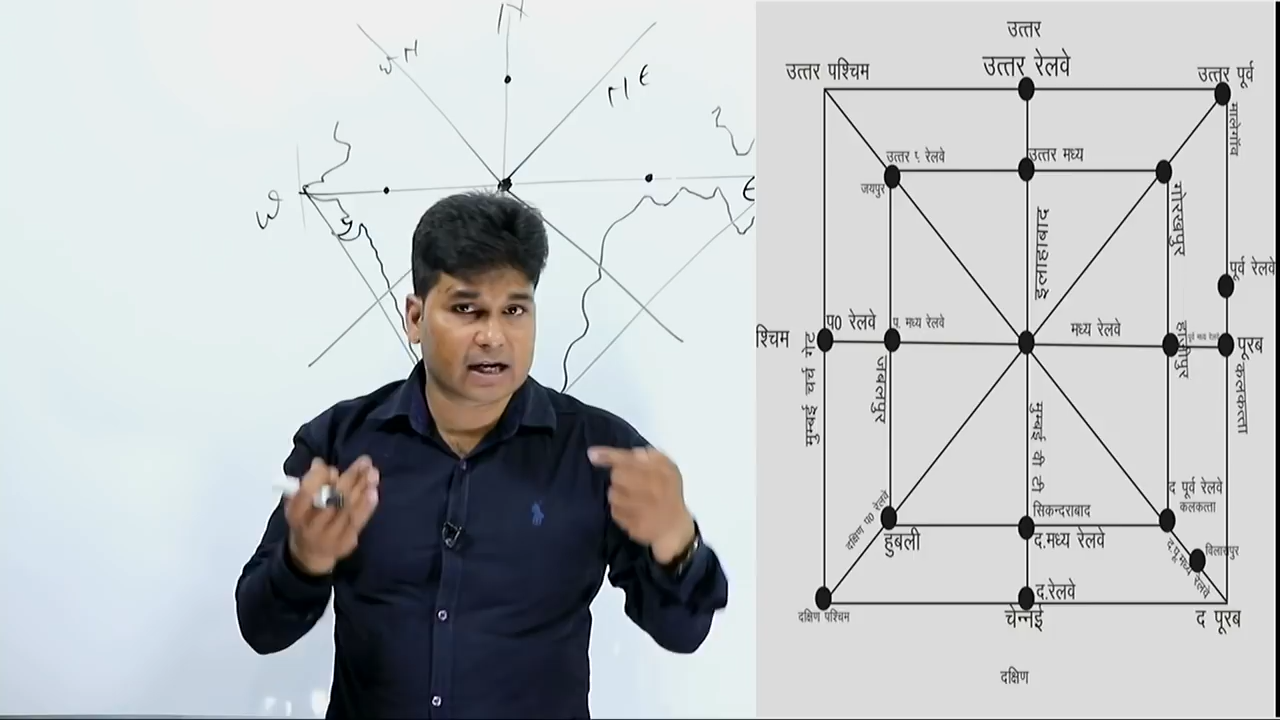 N
W N
N E
W
E
उत्तर
उत्तर पश्चिम
उत्तर रेलवे
उत्तर पूर्व
मालेगाँव
उत्तर प. रेलवे
उत्तर मध्य
जयपुर
गोरखपुर
इलाहाबाद
पूर्व रेलवे
श्चिम
प0 रेलवे
प. मध्य रेलवे
मध्य रेलवे
पूर्व मध्य रेलवे
पूरब
मुम्बई चर्च गेट
जबलपुर
हाजीपुर
कलकत्ता
मुम्बई वी टी
द पूर्व रेलवे
कलकत्ता
सिकन्दराबाद
दक्षिण प0 रेलवे
हुबली
द.मध्य रेलवे
विलासपुर
द.पू.मध्य रेलवे
द.रेलवे
दक्षिण पश्चिम
चेन्नई
द पूरब
दक्षिण